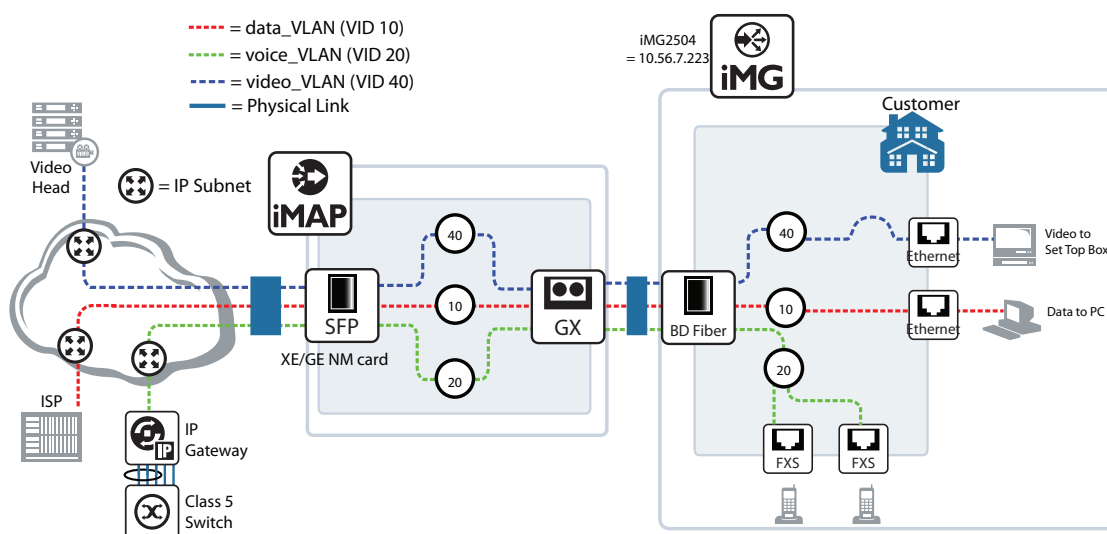 = data_VLAN (VID 10)
= voice_VLAN (VID 20)
= video_VLAN (VID 40)
= Physical Link
iMG2504
= 10.56.7.223
iMG
Customer
Video
Head
= IP Subnet
iMAP
40
10
20
SFP
XE/GE NM card
GX
BD Fiber
40
10
20
Ethernet
Video to
Set Top Box
Ethernet
Data to PC
FXS
FXS
ISP
IP
IP
Gateway
Class 5
Switch